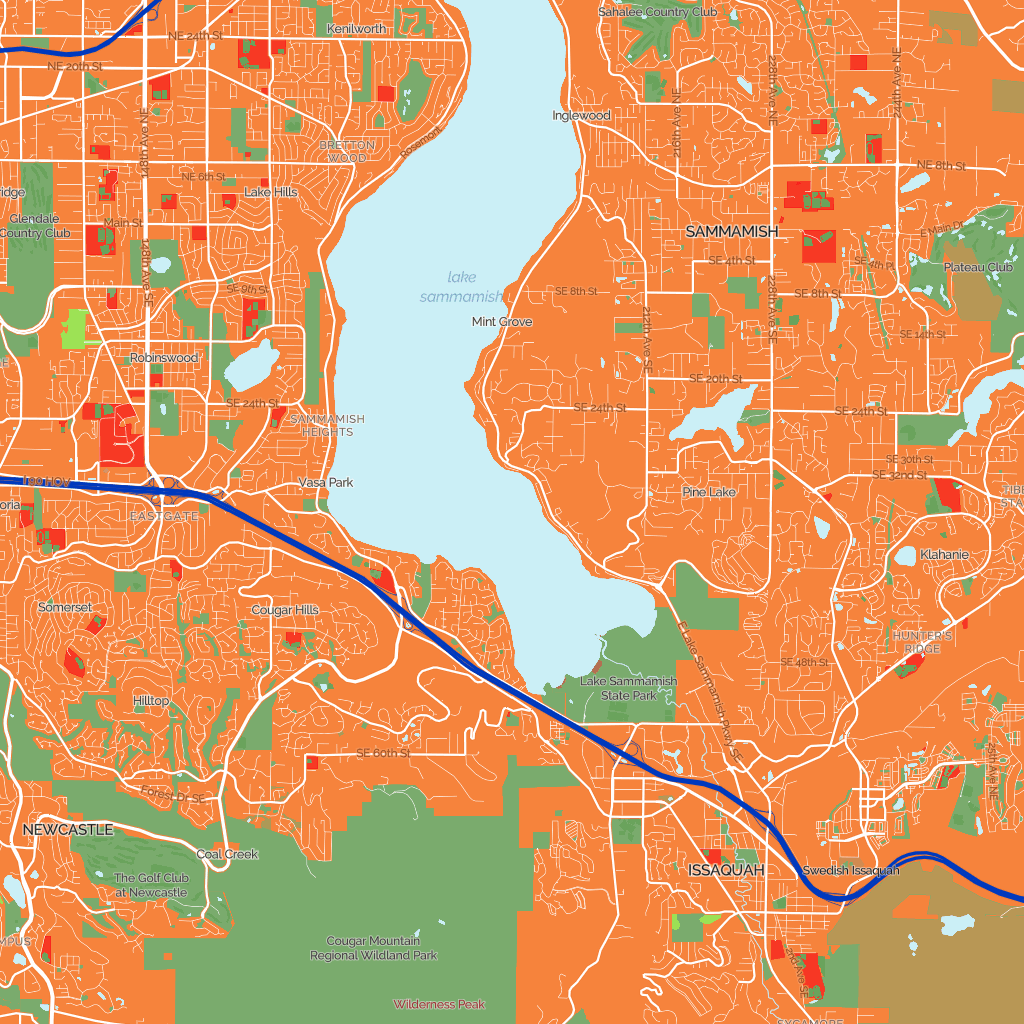 Sahalee Country Club
Kenilworth
NE 24th St
NE 20th St
228th Ave NE
244th Ave NE
148th Ave NE
Inglewood
216th Ave NE
Rosemont
BRETTON
WOOD
NE 8th St
NE 6th St
Lake Hills
Glendale
Country Club
Main St
SAMMAMISH
E Main Dr
148th Ave SE
SE 4th St
SE 4th Pl
Plateau Club
lake
sammamish
SE 9th St
SE 8th St
SE 8th St
228th Ave SE
212th Ave SE
Mint Grove
SE 14th St
Robinswood
SE 20th St
SE 24th St
SE 24th St
SE 24th St
SAMMAMISH
HEIGHTS
SE 30th St
SE 32nd St
Vasa Park
Pine Lake
EASTGATE
Klahanie
Somerset
Cougar Hills
E Lake Sammamish Pkwy SE
HUNTER'S
RIDGE
SE 48th St
Lake Sammamish
State Park
Hilltop
SE 60th St
25th Ave NE
Forest Dr SE
NEWCASTLE
Coal Creek
The Golf Club
at Newcastle
ISSAQUAH
Swedish Issaquah
Cougar Mountain
Regional Wildland Park
2nd Ave SE
Wilderness Peak